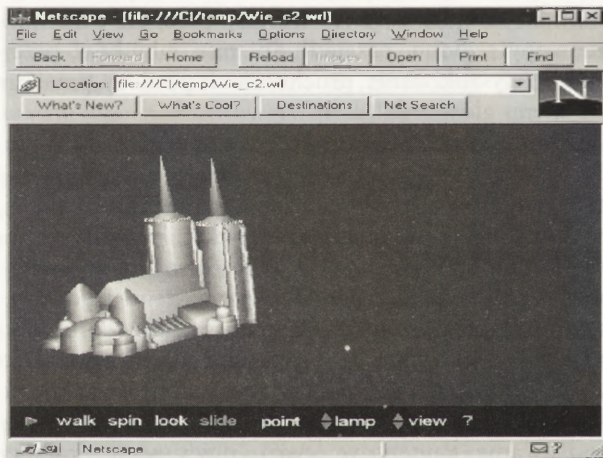 Netscape - [file:///C|/temp/Wie_c2.wrl]
File Edit View Go Bookmarks Options Directory Window Help
Back Forward Home Reload Images Open Print Find
Location: file:///C|/temp/Wie_c2.wrl
N
What's New? What's Cool? Destinations Net Search
walk spin look slide point lamp view ?
Netscape